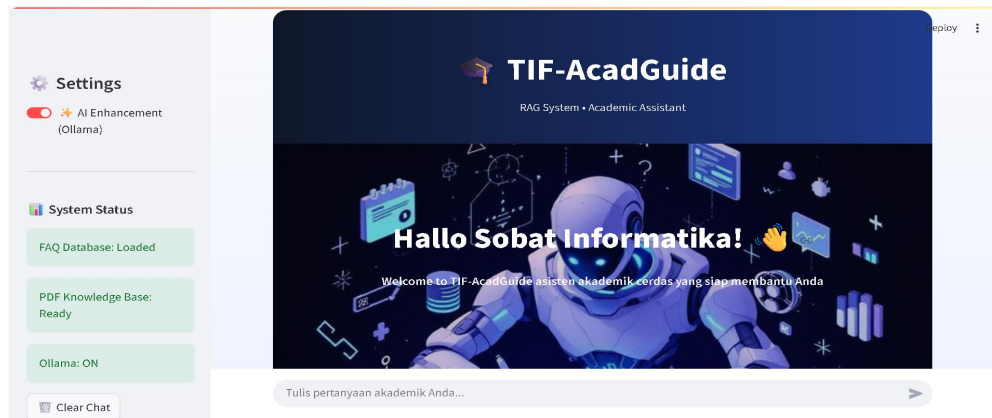 Deploy
Settings
AI Enhancement
(Ollama)
System Status
FAQ Database: Loaded
PDF Knowledge Base:
Ready
Ollama: ON
Clear Chat
TIF-AcadGuide
RAG System • Academic Assistant
Hallo Sobat Informatika!
Welcome to TIF-AcadGuide asisten akademik cerdas yang siap membantu Anda
Tulis pertanyaan akademik Anda...